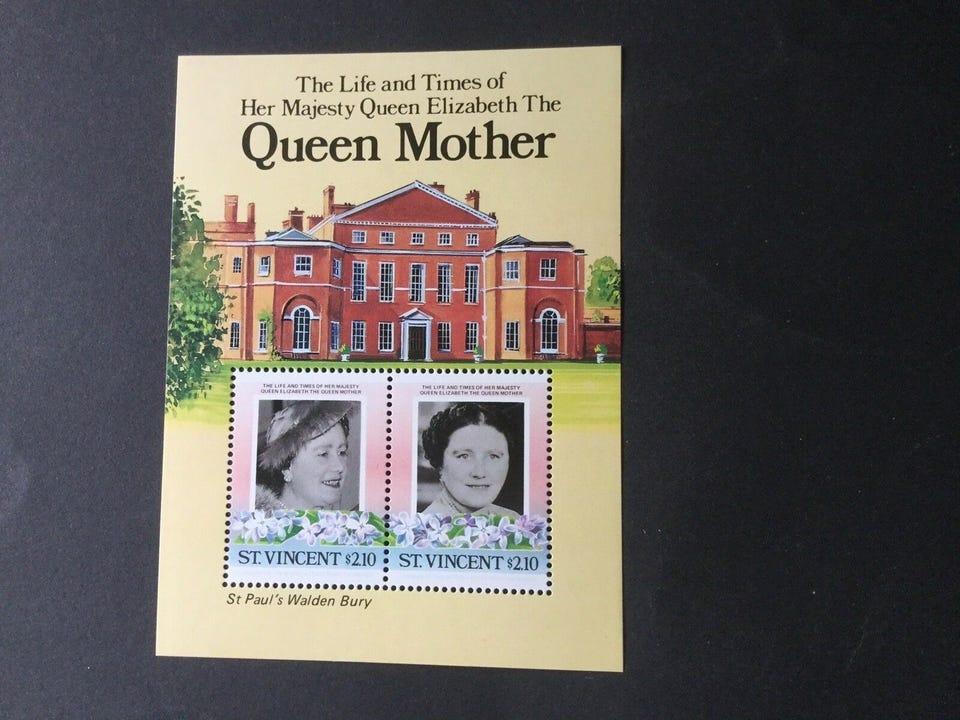 The Life and Times of
Her Majesty Queen Elizabeth The
Queen Mother
THE LIFE AND TIMES OF HER MAJESTY
QUEEN ELIZABETH THE QUEEN MOTHER
ST. VINCENT $2.10
THE LIFE AND TIMES OF HER MAJESTY
QUEEN ELIZABETH THE QUEEN MOTHER
ST. VINCENT $2.10
St Paul's Walden Bury